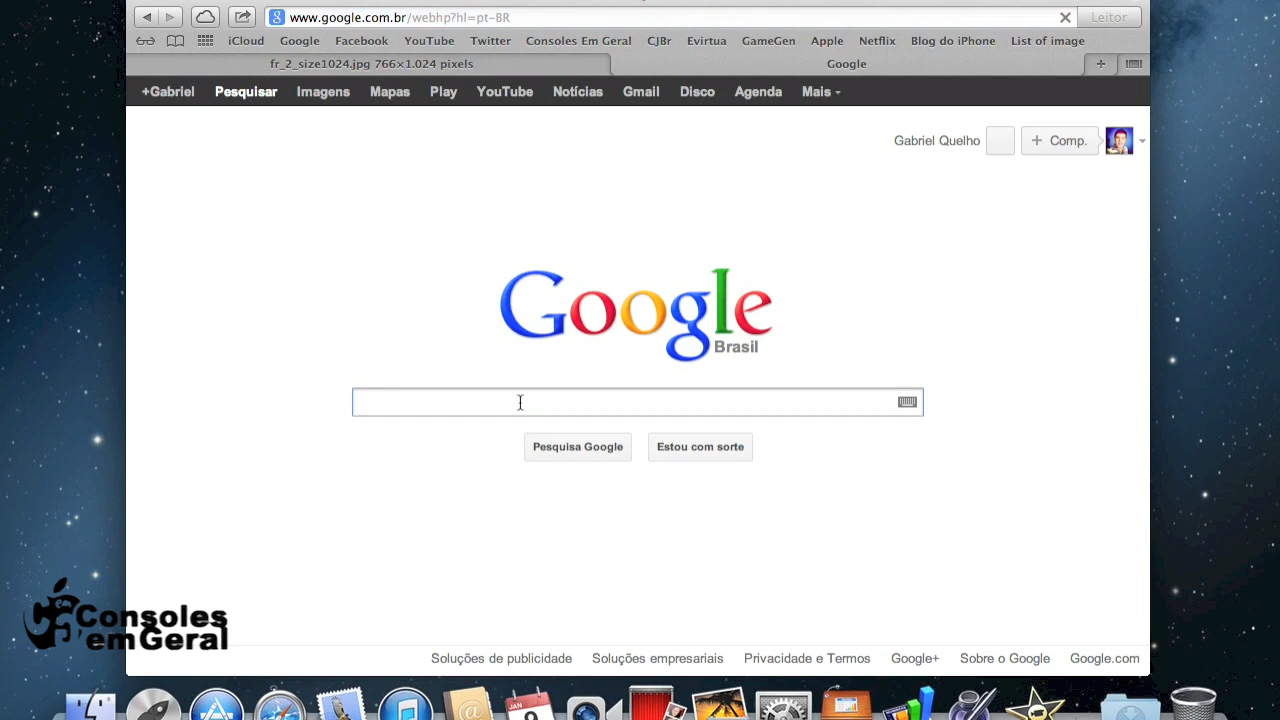 www.google.com.br/webhp?hl=pt-BR
Leitor
iCloud Google Facebook YouTube Twitter Consoles Em Geral CJBr Evirtua GameGen Apple Netflix Blog do iPhone List of image
fr_2_size1024.jpg 766×1.024 pixels
Google
+Gabriel Pesquisar Imagens Mapas Play YouTube Notícias Gmail Disco Agenda Mais
Gabriel Quelho + Comp.
Google
Brasil
Pesquisa Google Estou com sorte
Consoles
em Geral
Soluções de publicidade Soluções empresariais Privacidade e Termos Google+ Sobre o Google Google.com
JAN
9